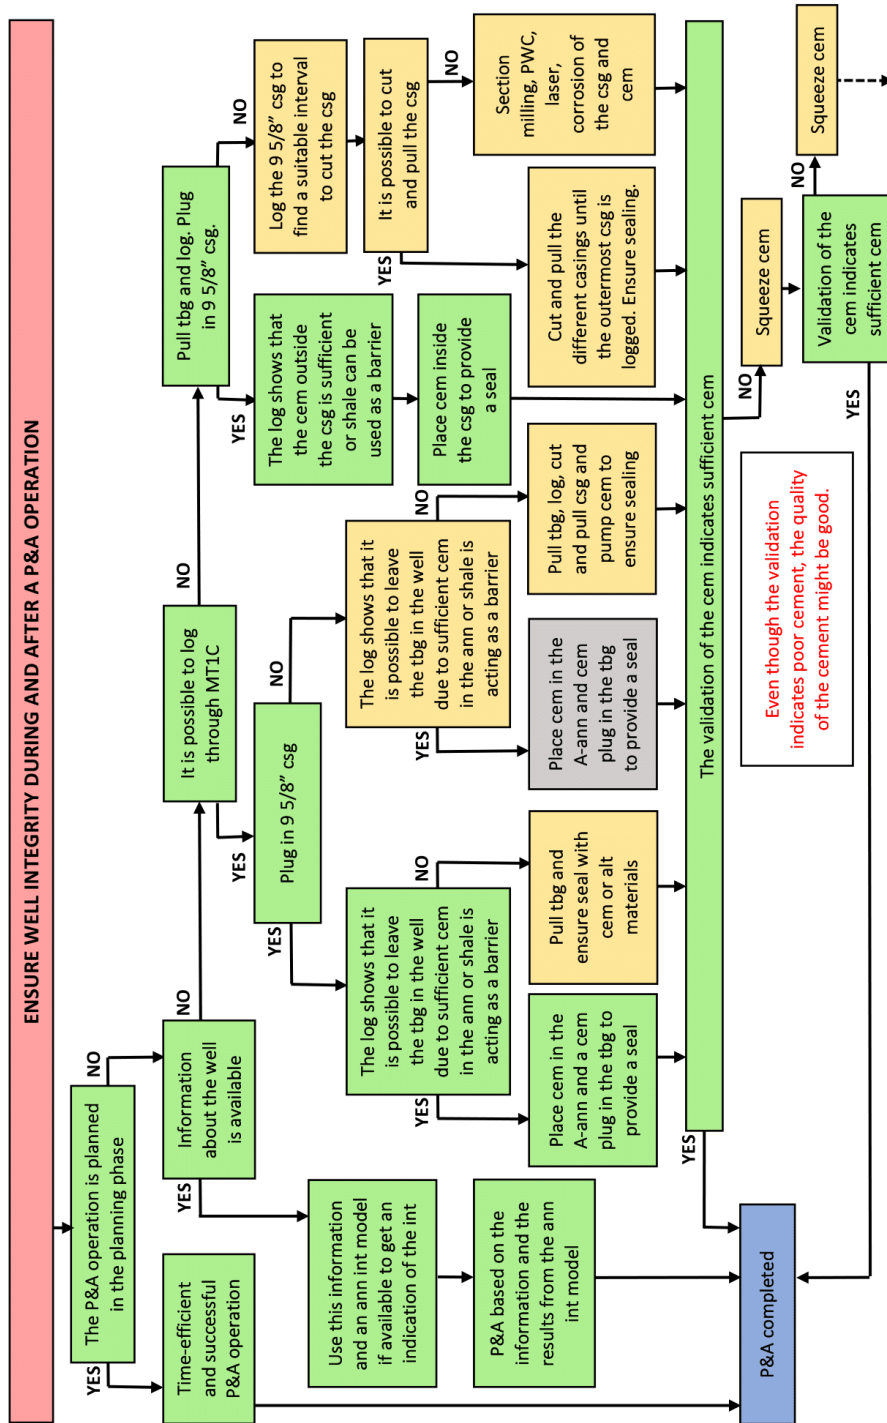 ENSURE WELL INTEGRITY DURING AND AFTER A P&A OPERATION
The P&A operation is planned
in the planning phase
YES
NO
Time-efficient
and successful
P&A operation
Information
about the well
is available
YES
NO
Use this information
and an ann int model
if available to get an
indication of the int
P&A based on the
information and the
results from the ann
int model
It is possible to log
through MT1C
YES
NO
Plug in 9 5/8” csg
YES
NO
The log shows that it
is possible to leave
the tbg in the well
due to sufficient cem
in the ann or shale is
acting as a barrier
YES
NO
Place cem in the
A-ann and a cem
plug in the tbg to
provide a seal
Pull tbg and
ensure seal with
cem or alt
materials
The log shows that it
is possible to leave
the tbg in the well
due to sufficient cem
in the ann or shale is
acting as a barrier
YES
NO
Place cem in the
A-ann and cem
plug in the tbg
to provide a seal
Pull tbg, log, cut
and pull csg and
pump cem to
ensure sealing
Pull tbg and log. Plug
in 9 5/8” csg.
YES
NO
The log shows that
the cem outside
the csg is sufficient
or shale can be
used as a barrier
Place cem inside
the csg to provide
a seal
Log the 9 5/8” csg to
find a suitable interval
to cut the csg
It is possible to cut
and pull the csg
YES
NO
Cut and pull the
different casings until
the outermost csg is
logged. Ensure sealing.
Section
milling, PWC,
laser,
corrosion of
the csg and
cem
The validation of the cem indicates sufficient cem
YES
NO
P&A completed
Even though the validation
indicates poor cement, the quality
of the cement might be good.
Squeeze cem
Validation of the
cem indicates
sufficient cem
YES
NO
Squeeze cem